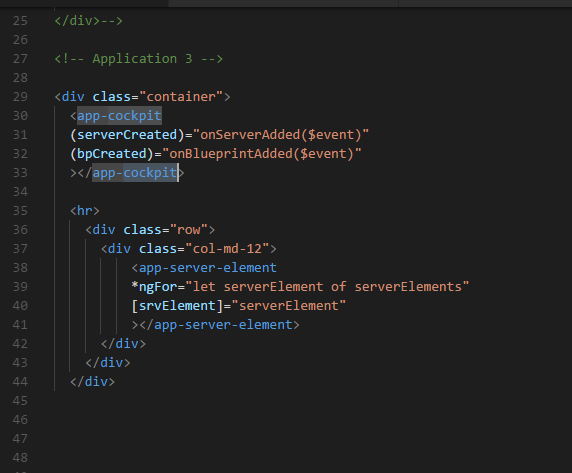 25 </div>-->
26
27 <!-- Application 3 -->
28
29 <div class="container">
30 <app-cockpit
31 (serverCreated)="onServerAdded($event)"
32 (bpCreated)="onBlueprintAdded($event)"
33 ></app-cockpit>
34
35 <hr>
36 <div class="row">
37 <div class="col-md-12">
38 <app-server-element
39 *ngFor="let serverElement of serverElements"
40 [srvElement]="serverElement"
41 ></app-server-element>
42 </div>
43 </div>
44 </div>
45
46
47
48